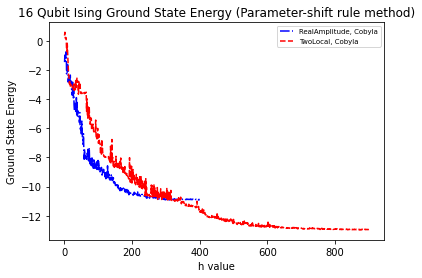 16 Qubit Ising Ground State Energy (Parameter-shift rule method)
RealAmplitude, Cobyla
TwoLocal, Cobyla
Ground State Energy
0
−2
−4
−6
−8
−10
−12
0 200 400 600 800
h value